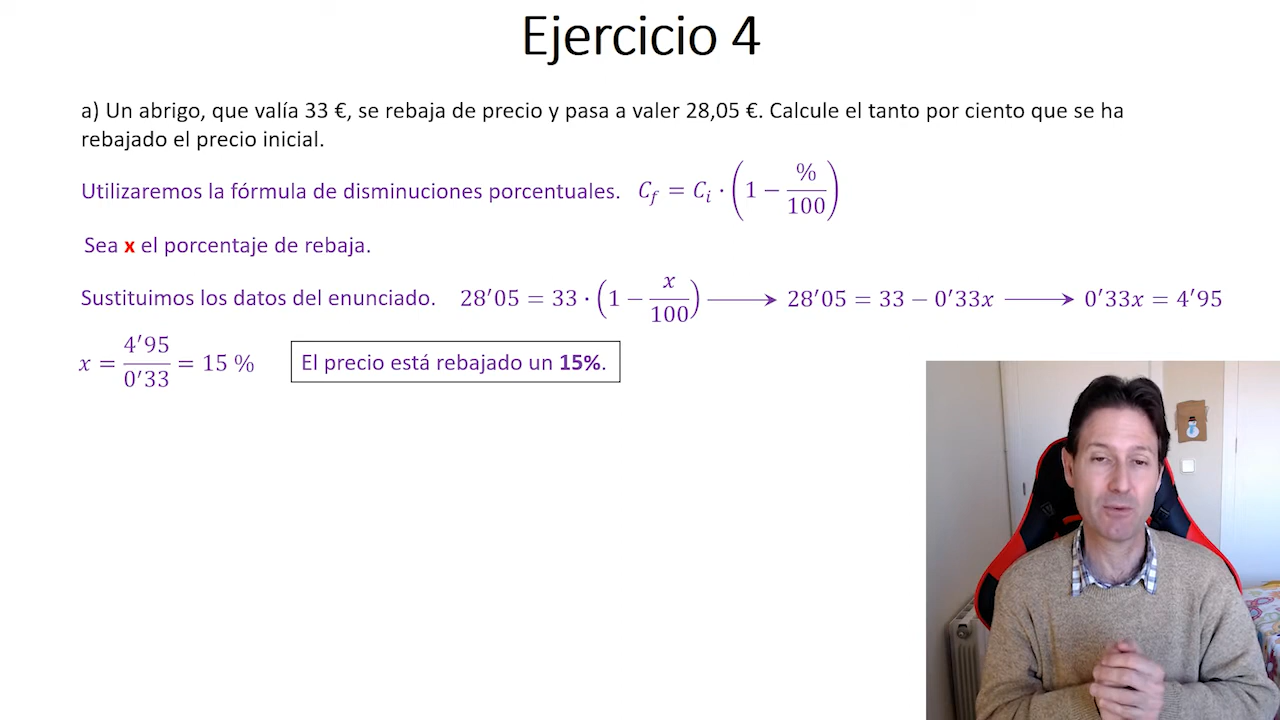 Ejercicio 4
a) Un abrigo, que valía 33 €, se rebaja de precio y pasa a valer 28,05 €. Calcule el tanto por ciento que se ha
rebajado el precio inicial.
Utilizaremos la fórmula de disminuciones porcentuales. C_f = C_i · (1 − %/100)
Sea x el porcentaje de rebaja.
Sustituimos los datos del enunciado. 28′05 = 33 · (1 − x/100) ⟶ 28′05 = 33 − 0′33x ⟶ 0′33x = 4′95
x = 4′95/0′33 = 15 % El precio está rebajado un 15%.